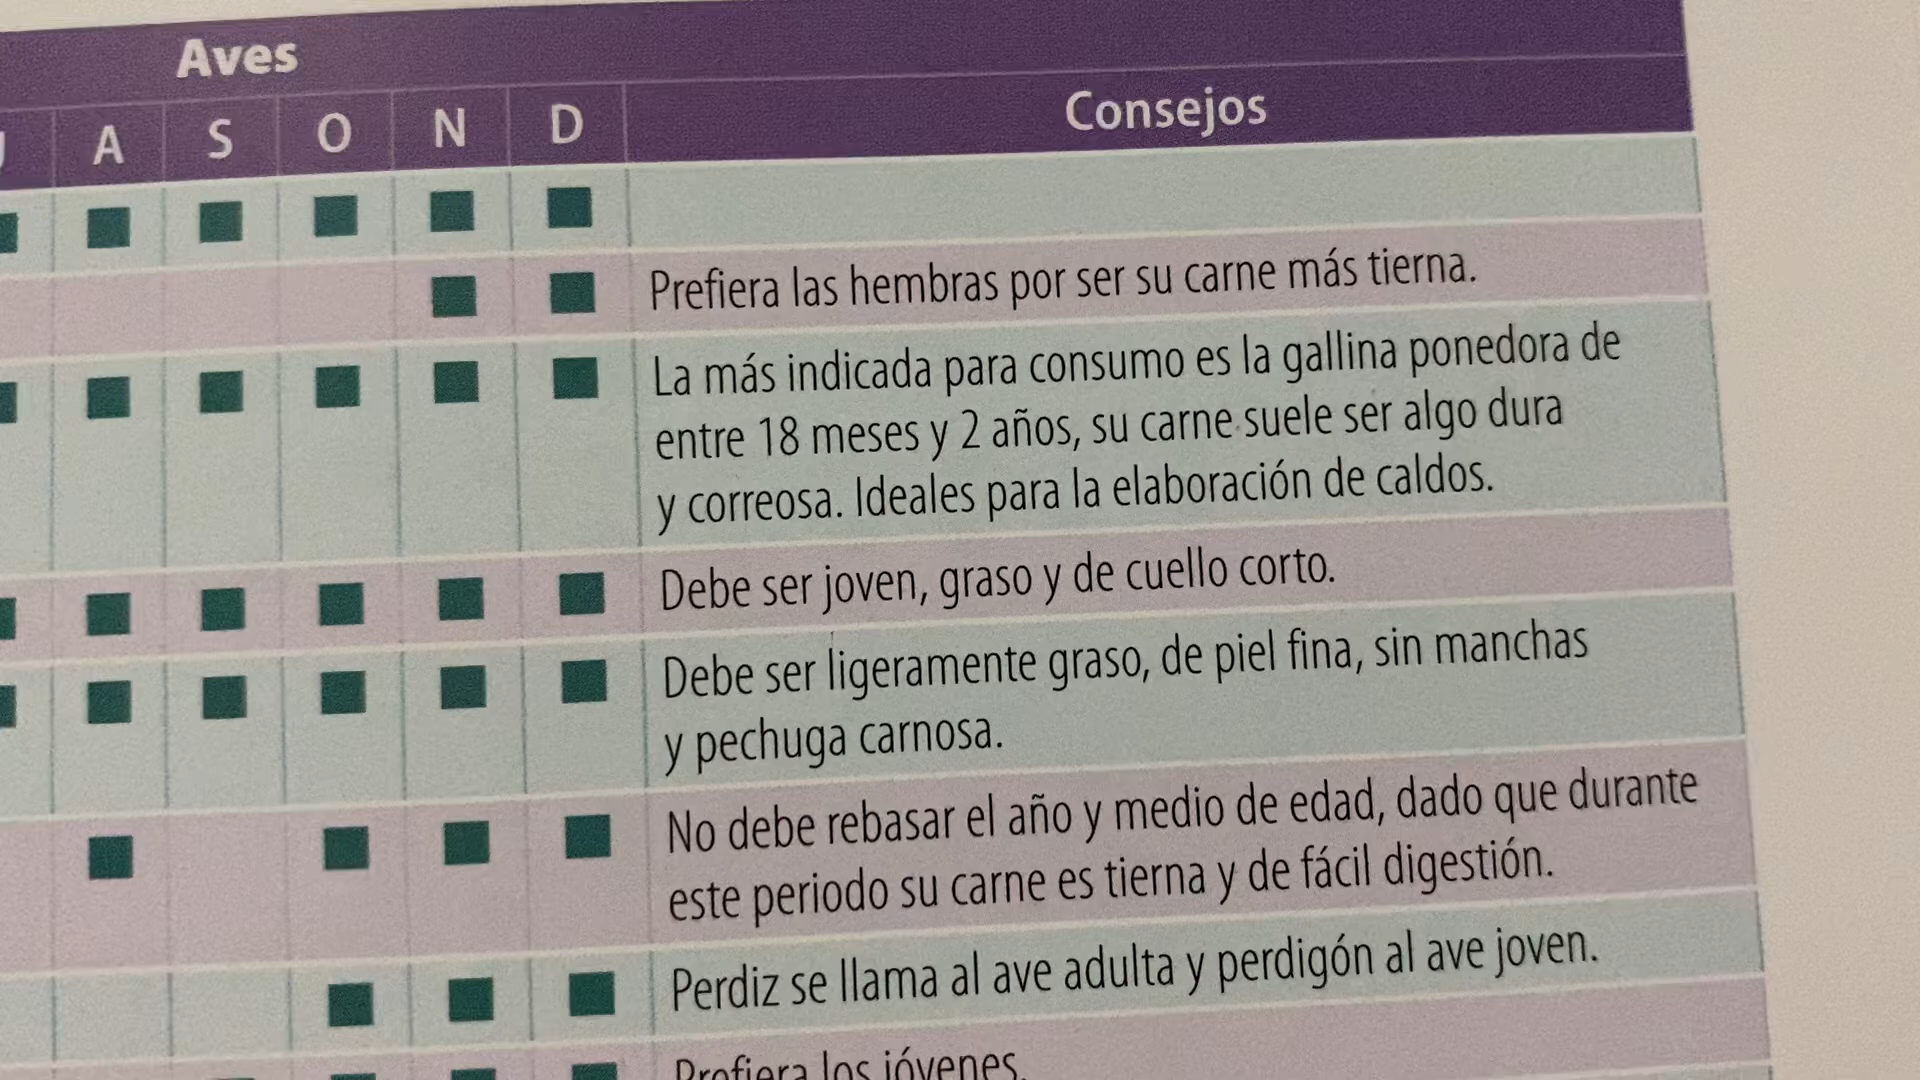 Aves
A S O N D Consejos
Prefiera las hembras por ser su carne más tierna.
La más indicada para consumo es la gallina ponedora de
entre 18 meses y 2 años, su carne suele ser algo dura
y correosa. Ideales para la elaboración de caldos.
Debe ser joven, graso y de cuello corto.
Debe ser ligeramente graso, de piel fina, sin manchas
y pechuga carnosa.
No debe rebasar el año y medio de edad, dado que durante
este periodo su carne es tierna y de fácil digestión.
Perdiz se llama al ave adulta y perdigón al ave joven.
Prefiera los jóvenes.